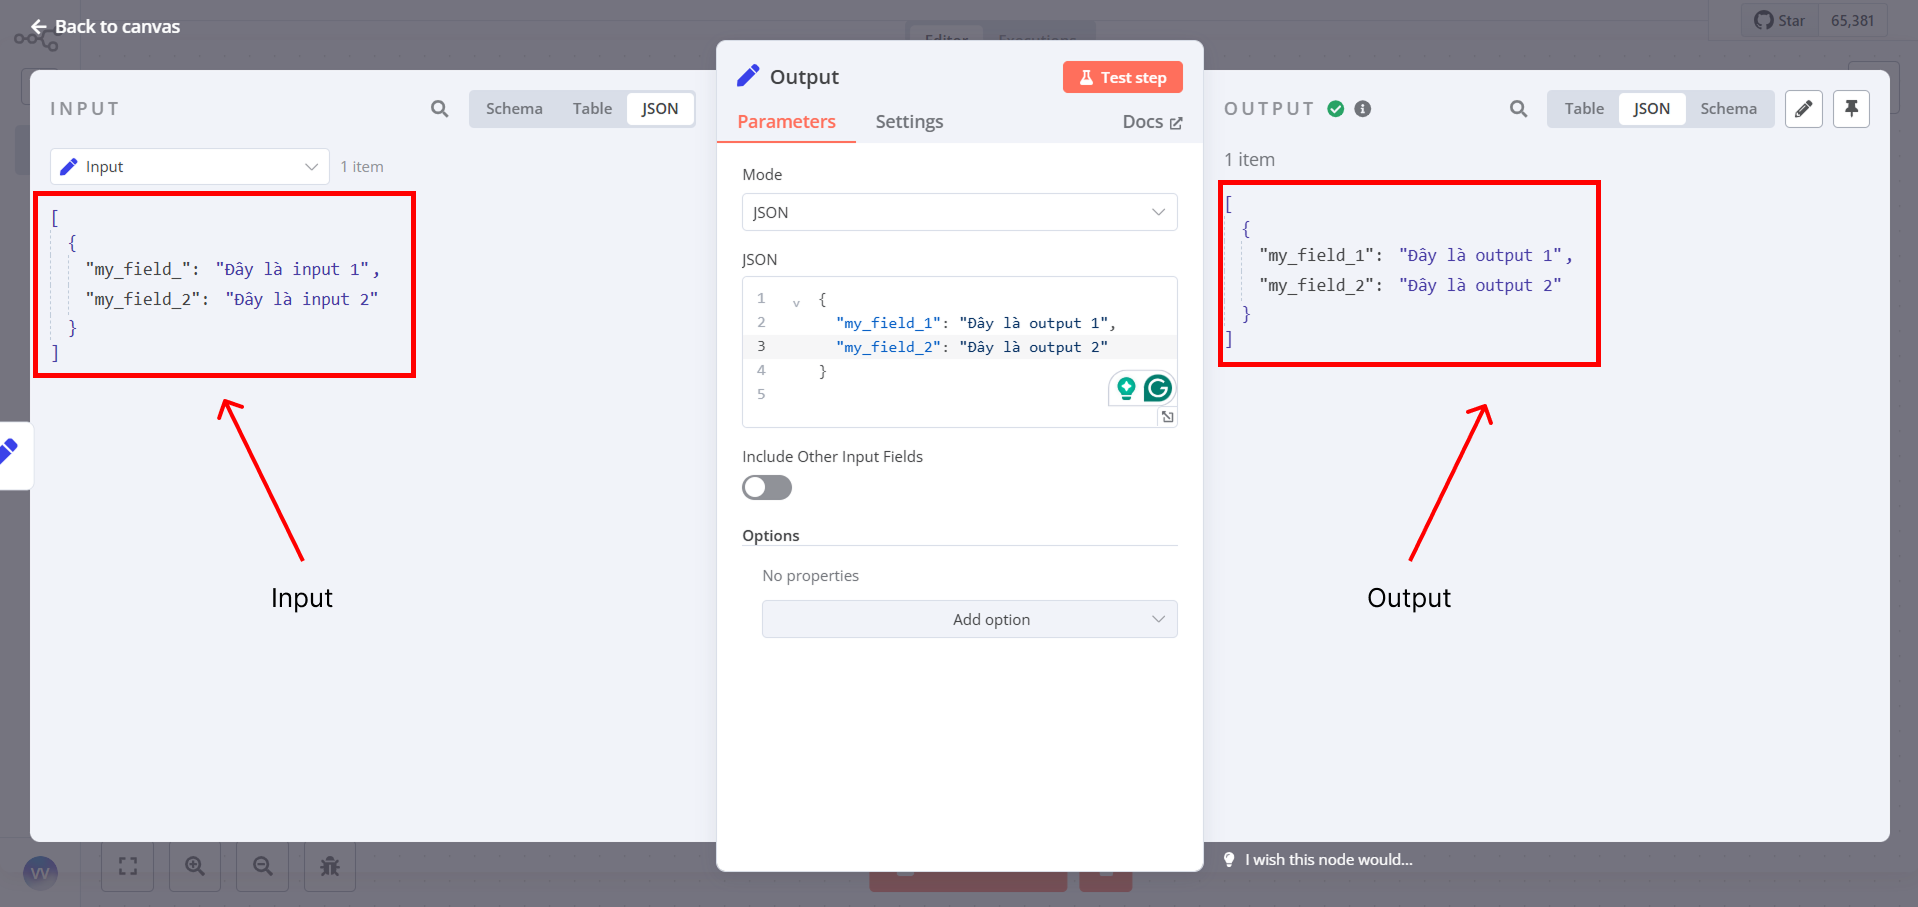 Back to canvas
Editor
Executions
Star
65,381
INPUT
Schema
Table
JSON
Input
1 item
[
{
"my_field_": "Đây là input 1",
"my_field_2": "Đây là input 2"
}
]
Input
Output
Test step
Parameters
Settings
Docs
Mode
JSON
JSON
1
{
2
"my_field_1": "Đây là output 1",
3
"my_field_2": "Đây là output 2"
4
}
5
Include Other Input Fields
Options
No properties
Add option
OUTPUT
Table
JSON
Schema
1 item
[
{
"my_field_1": "Đây là output 1",
"my_field_2": "Đây là output 2"
}
]
Output
I wish this node would...